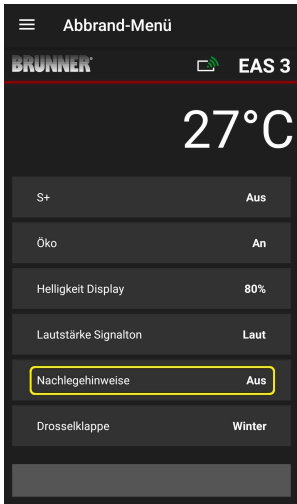 Abbrand-Menü
BRUNNER EAS 3
27°C
S+ Aus
Öko An
Helligkeit Display 80%
Lautstärke Signalton Laut
Nachlegehinweise Aus
Drosselklappe Winter